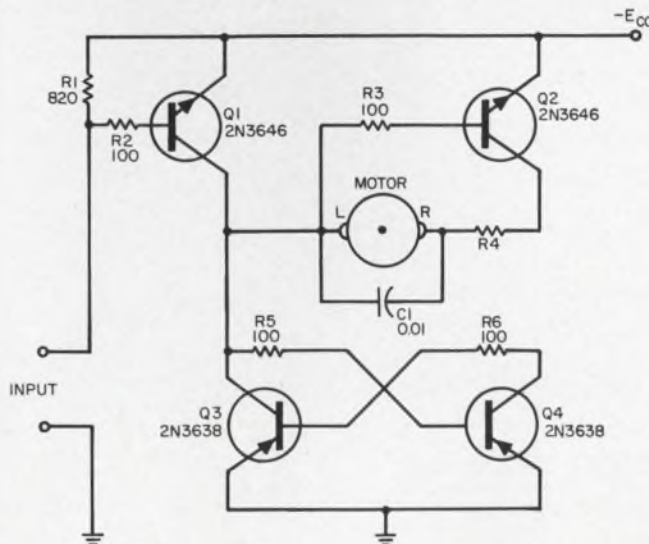 -ECC
R1
820
Q1
2N3646
R2
100
R3
100
Q2
2N3646
MOTOR
L
R
R4
C1
0.01
R5
100
R6
100
INPUT
Q3
2N3638
Q4
2N3638